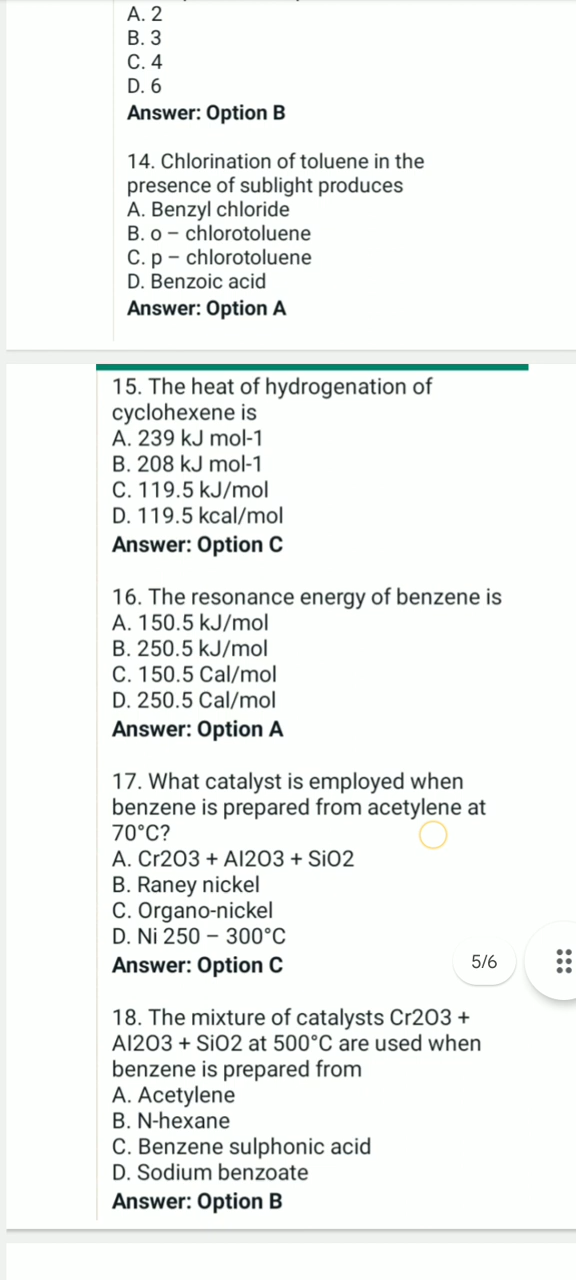 A. 2
B. 3
C. 4
D. 6
Answer: Option B
14. Chlorination of toluene in the
presence of sublight produces
A. Benzyl chloride
B. o – chlorotoluene
C. p – chlorotoluene
D. Benzoic acid
Answer: Option A
15. The heat of hydrogenation of
cyclohexene is
A. 239 kJ mol-1
B. 208 kJ mol-1
C. 119.5 kJ/mol
D. 119.5 kcal/mol
Answer: Option C
16. The resonance energy of benzene is
A. 150.5 kJ/mol
B. 250.5 kJ/mol
C. 150.5 Cal/mol
D. 250.5 Cal/mol
Answer: Option A
17. What catalyst is employed when
benzene is prepared from acetylene at
70°C?
A. Cr2O3 + Al2O3 + SiO2
B. Raney nickel
C. Organo-nickel
D. Ni 250 – 300°C
Answer: Option C
5/6
18. The mixture of catalysts Cr2O3 +
Al2O3 + SiO2 at 500°C are used when
benzene is prepared from
A. Acetylene
B. N-hexane
C. Benzene sulphonic acid
D. Sodium benzoate
Answer: Option B